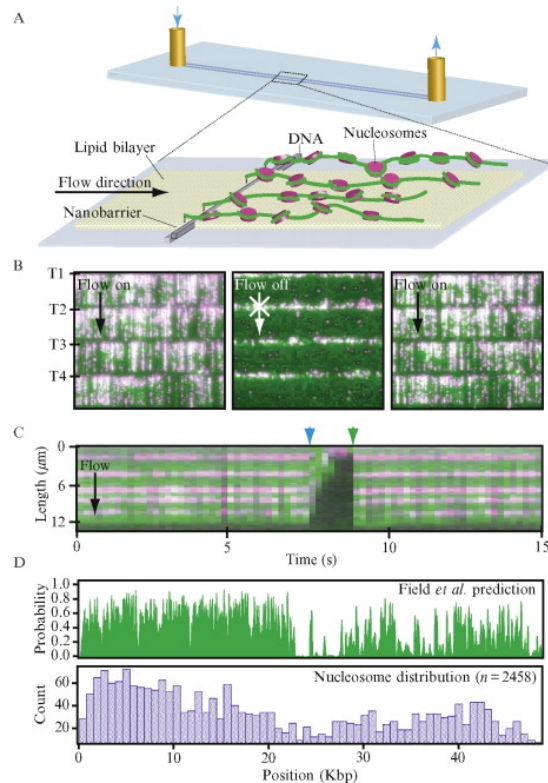 A
DNA
Nucleosomes
Lipid bilayer
Flow direction
Nanobarrier
B
T1
T2
T3
T4
Flow on
Flow off
Flow on
C
Length (μm)
0
6
12
Flow
0 5 10 15
Time (s)
D
Probability
1.0
0.8
0.6
0.4
0.2
0.0
Field et al. prediction
Count
60
40
20
Nucleosome distribution (n = 2458)
0 10 20 30 40
Position (Kbp)